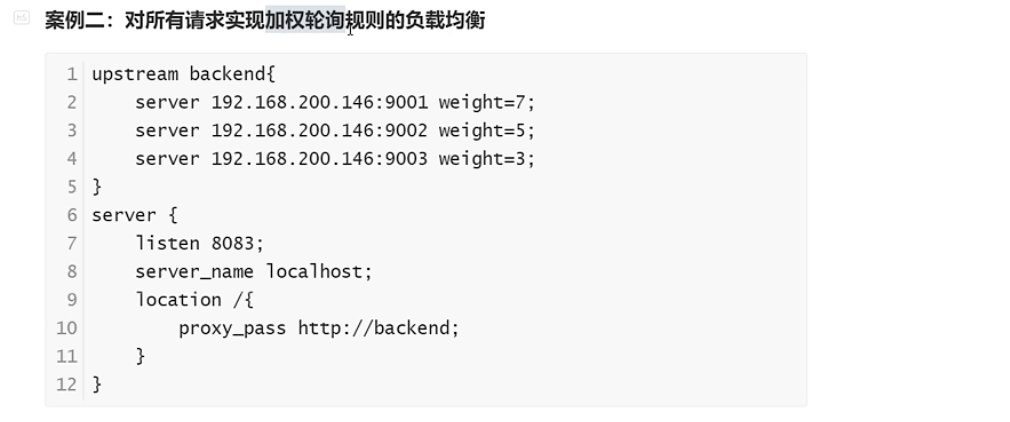 h5
案例二：对所有请求实现加权轮询规则的负载均衡
1 upstream backend{
2     server 192.168.200.146:9001 weight=7;
3     server 192.168.200.146:9002 weight=5;
4     server 192.168.200.146:9003 weight=3;
5 }
6 server {
7     listen 8083;
8     server_name localhost;
9     location /{
10         proxy_pass http://backend;
11     }
12 }